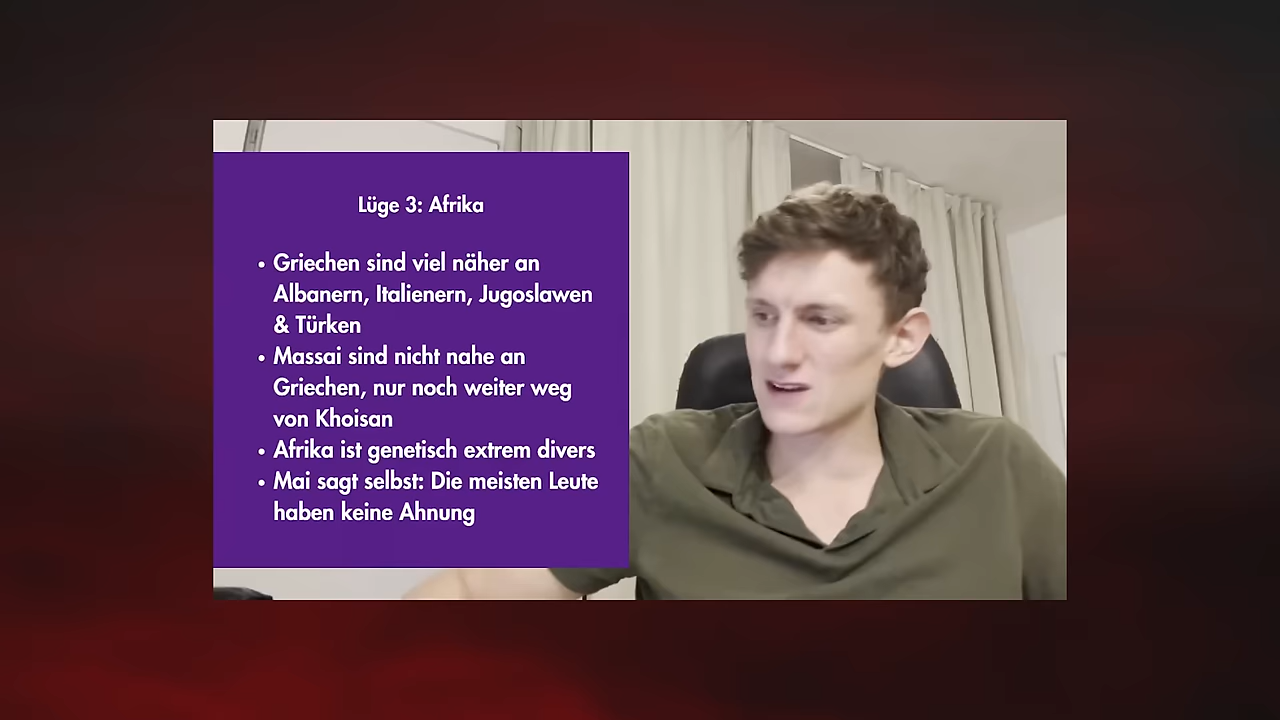 Lüge 3: Afrika
• Griechen sind viel näher an
Albanern, Italienern, Jugoslawen
& Türken
• Massai sind nicht nahe an
Griechen, nur noch weiter weg
von Khoisan
• Afrika ist genetisch extrem divers
• Mai sagt selbst: Die meisten Leute
haben keine Ahnung